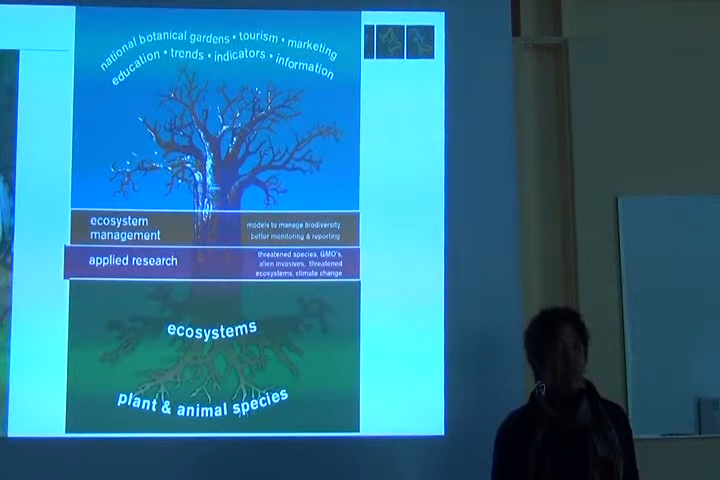 national botanical gardens • tourism • marketing
education • trends • indicators • information
ecosystem
management
models to manage biodiversity
better monitoring & reporting
applied research
threatened species, GMO's,
alien invasives, threatened
ecosystems, climate change
ecosystems
plant & animal species